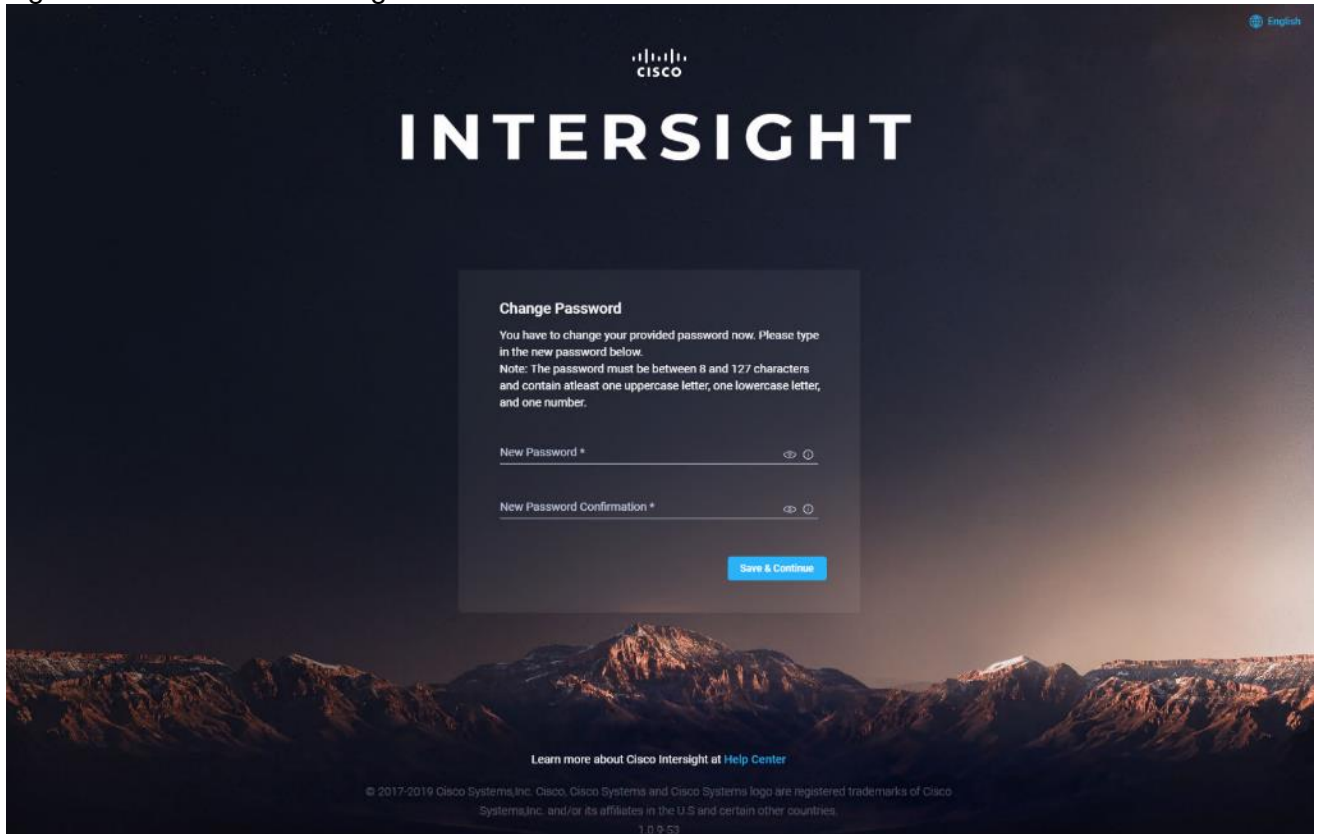 English
CISCO
INTERSIGHT
Change Password
You have to change your provided password now. Please type
in the new password below.
Note: The password must be between 8 and 127 characters
and contain atleast one uppercase letter, one lowercase letter,
and one number.
New Password *
New Password Confirmation *
Save & Continue
Learn more about Cisco Intersight at Help Center
© 2017-2019 Cisco Systems,Inc. Cisco, Cisco Systems and Cisco Systems logo are registered trademarks of Cisco
Systems,Inc. and/or its affiliates in the U.S and certain other countries.
1.0.9-53